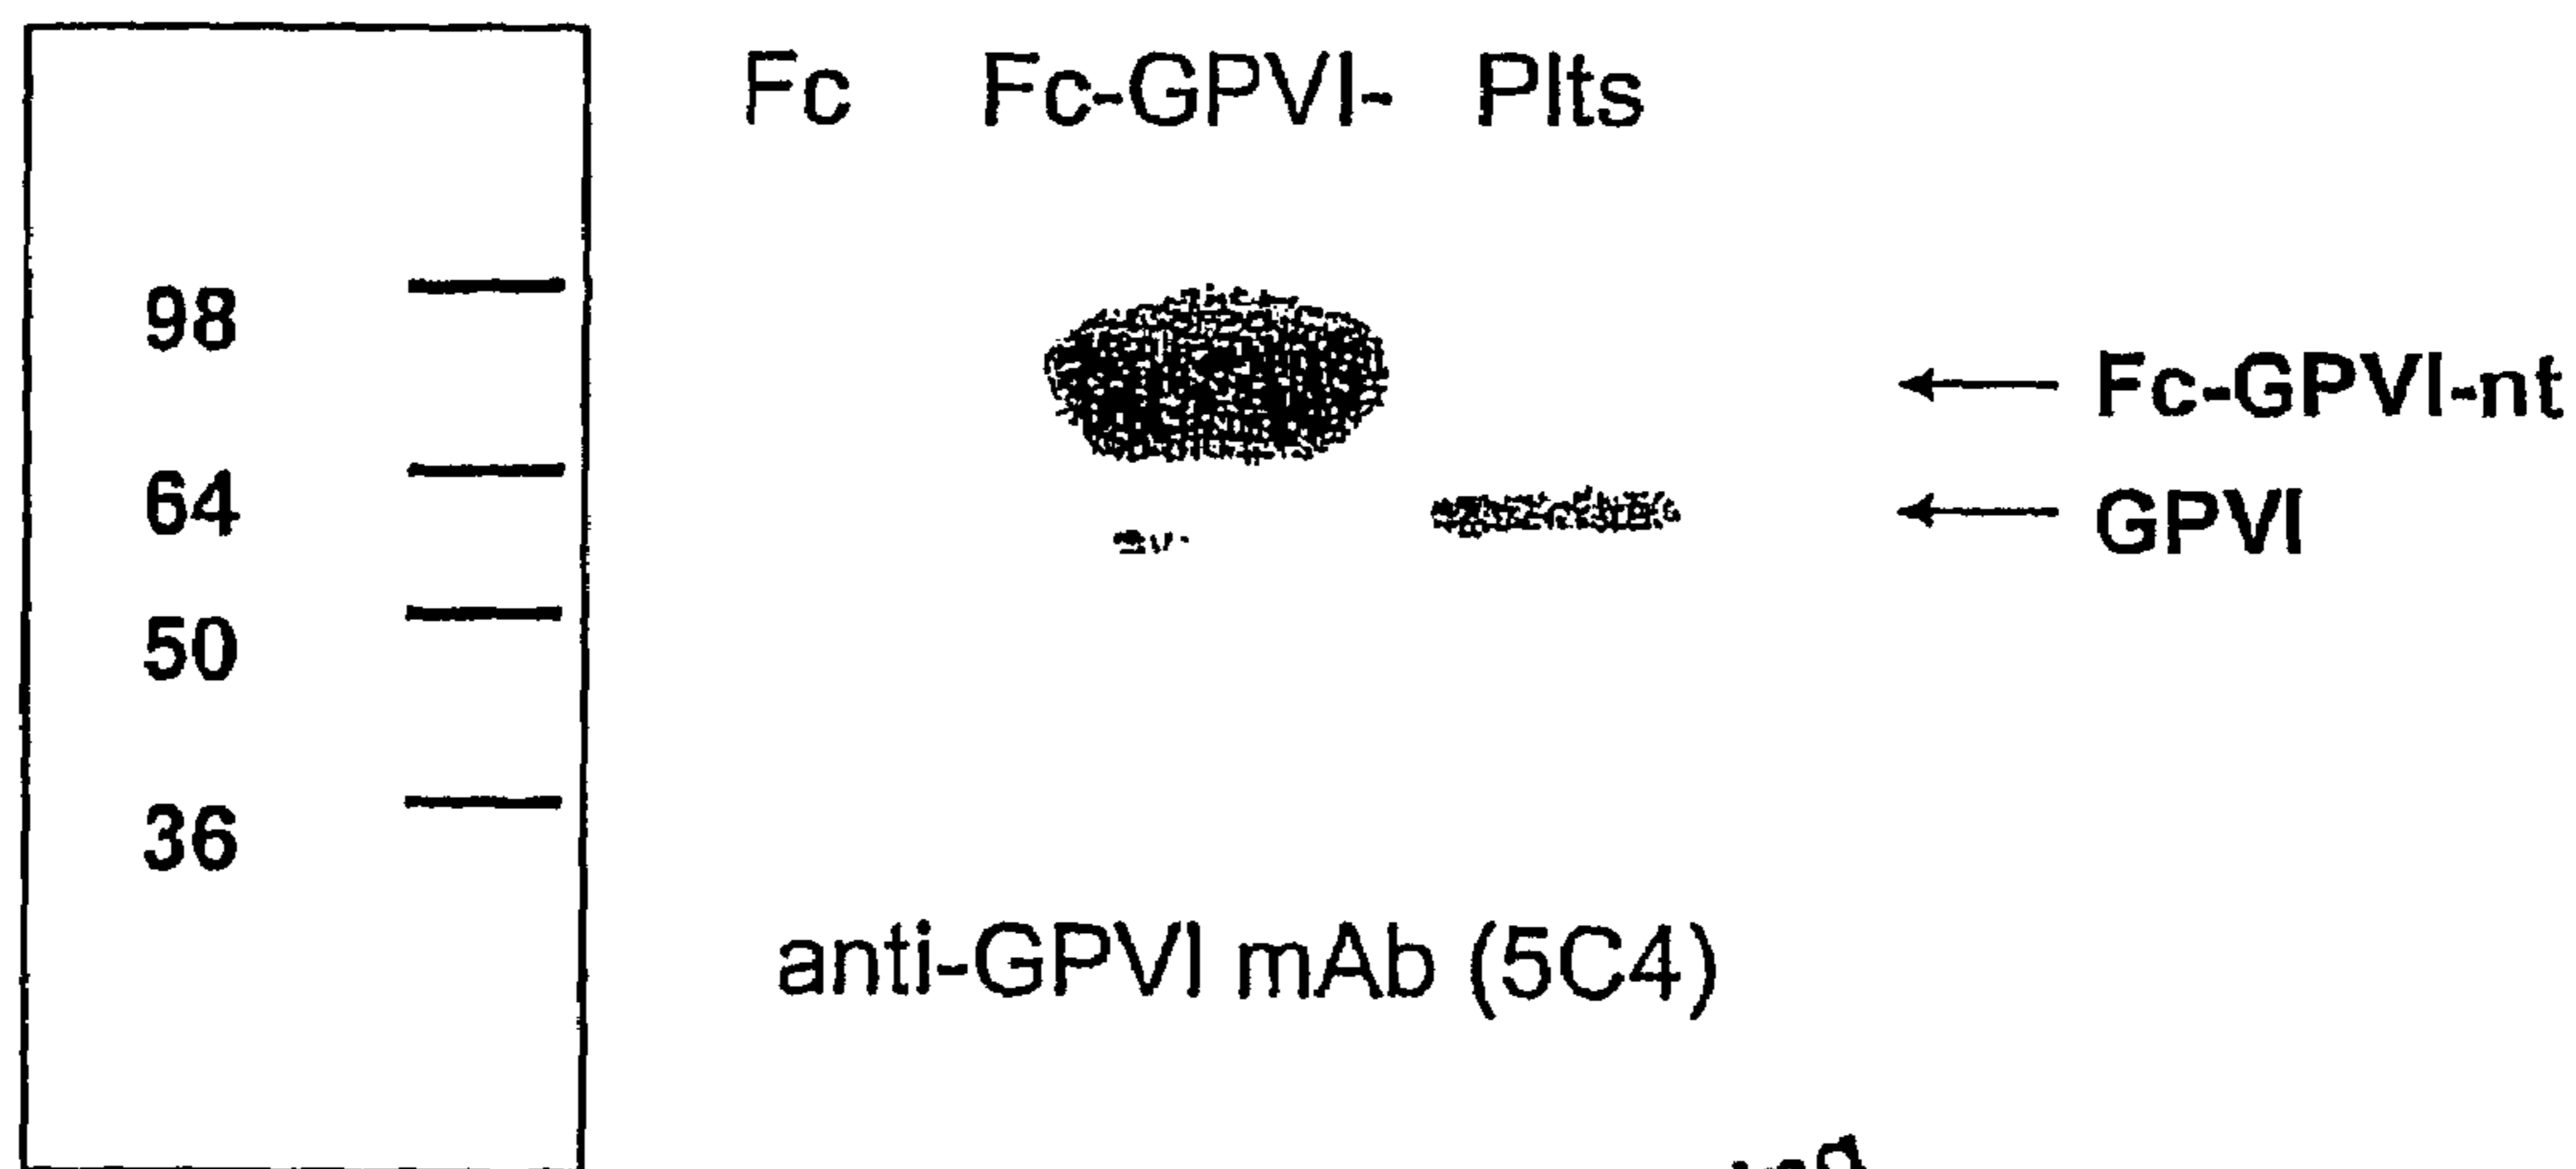 Fc Fc-GPVI- Plts
98
Fc-GPVI-nt
64
GPVI
50
36
anti-GPVI mAb (5C4)